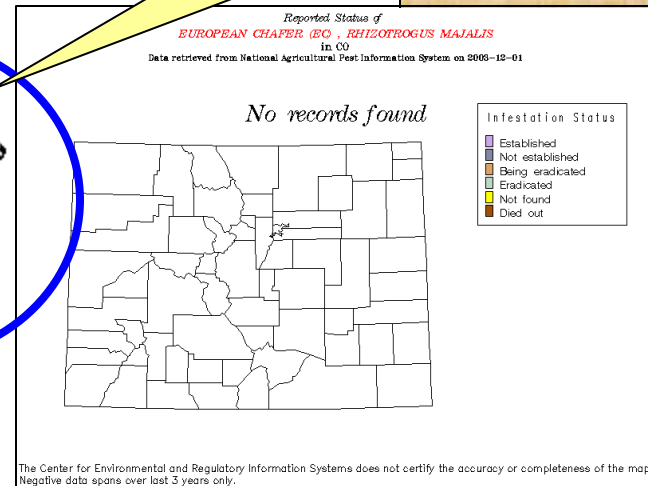 Reported Status of
EUROPEAN CHAFER (EC) , RHIZOTROGUS MAJALIS
in CO
Data retrieved from National Agricultural Pest Information System on 2003-12-01
No records found
Infestation Status
Established
Not established
Being eradicated
Eradicated
Not found
Died out
The Center for Environmental and Regulatory Information Systems does not certify the accuracy or completeness of the map
Negative data spans over last 3 years only.